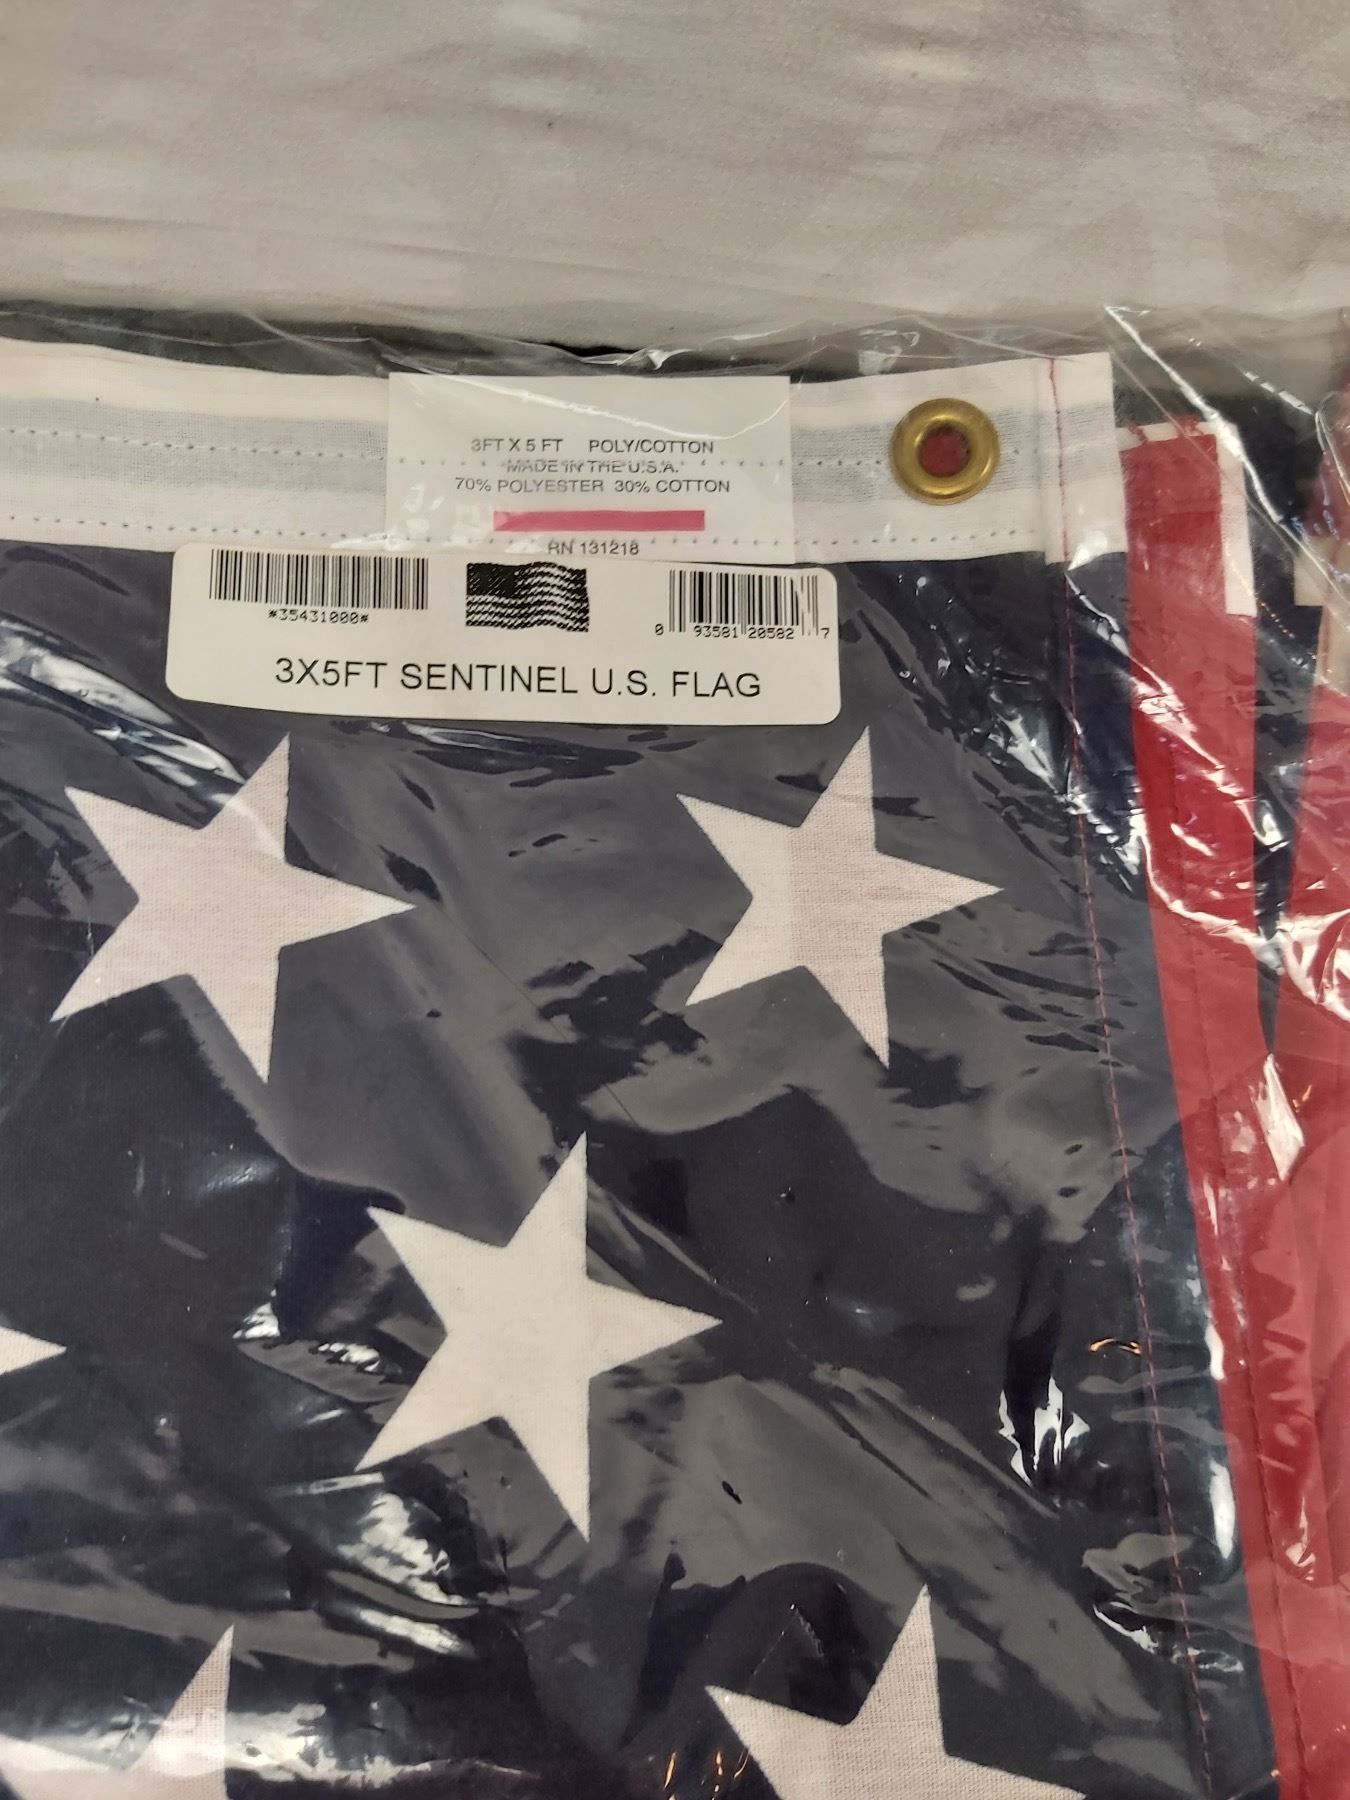 3FT X 5 FT POLY/COTTON
MADE IN THE U.S.A.
70% POLYESTER 30% COTTON
RN 131218
*35431000*
0 93581 20582 7
3X5FT SENTINEL U.S. FLAG